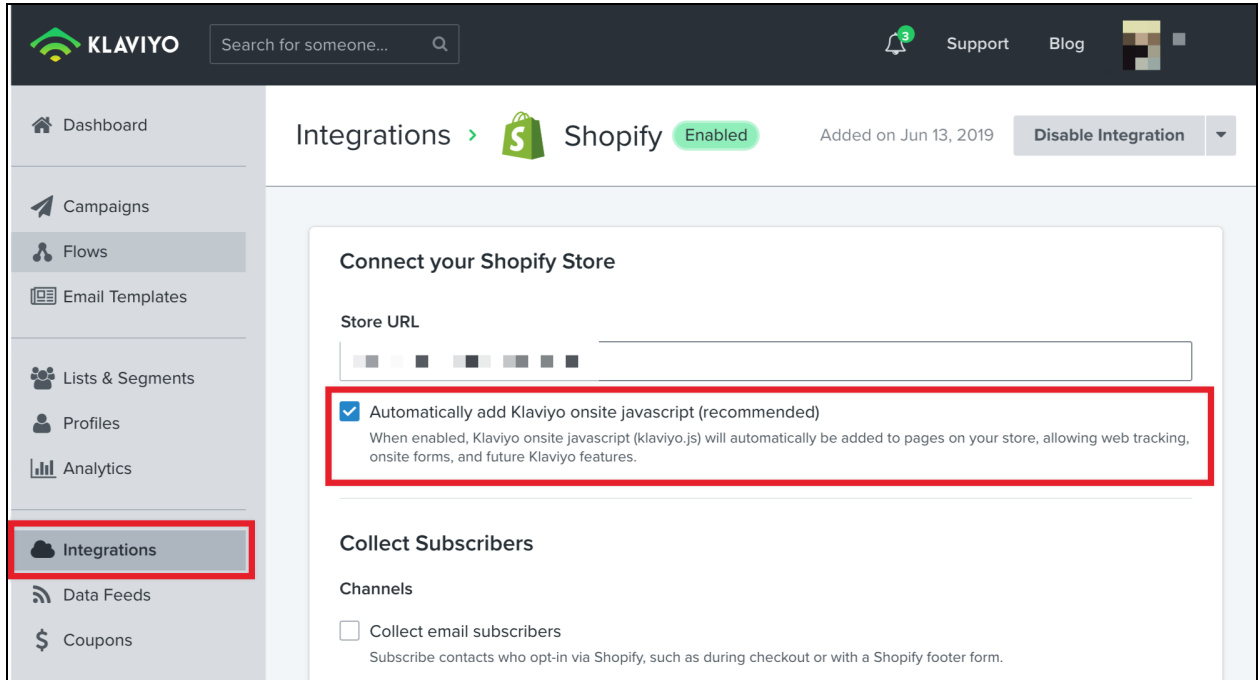 KLAVIYO
Search for someone...
3
Support
Blog
Dashboard
Campaigns
Flows
Email Templates
Lists & Segments
Profiles
Analytics
Integrations
Data Feeds
Coupons
Integrations › Shopify Enabled
Added on Jun 13, 2019
Disable Integration
Connect your Shopify Store
Store URL
Automatically add Klaviyo onsite javascript (recommended)
When enabled, Klaviyo onsite javascript (klaviyo.js) will automatically be added to pages on your store, allowing web tracking,
onsite forms, and future Klaviyo features.
Collect Subscribers
Channels
Collect email subscribers
Subscribe contacts who opt-in via Shopify, such as during checkout or with a Shopify footer form.